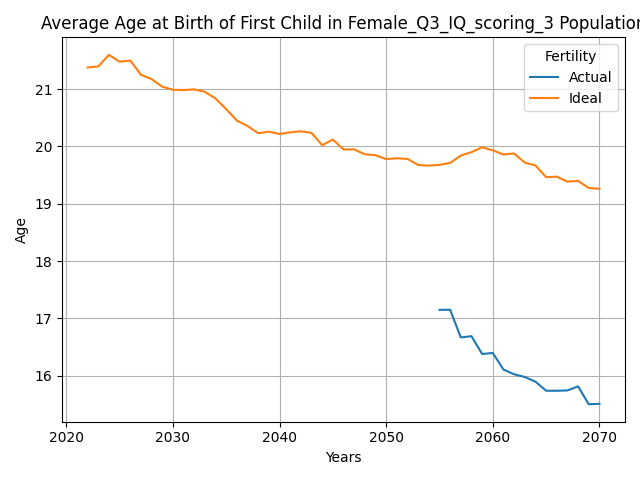 Average Age at Birth of First Child in Female_Q3_IQ_scoring_3 Population
Fertility
Actual
Ideal
21
20
19
18
17
16
Age
2020
2030
2040
2050
2060
2070
Years